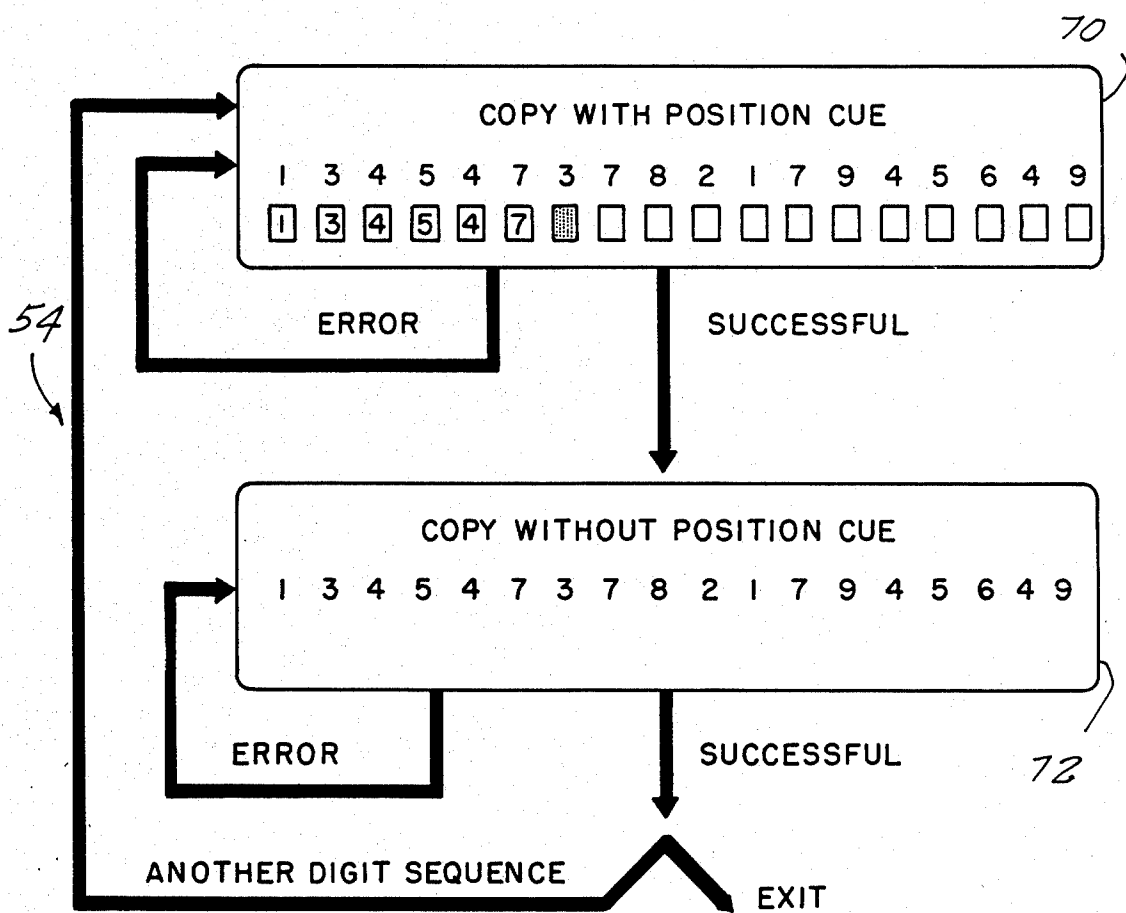 70
COPY WITH POSITION CUE
1 3 4 5 4 7 3 7 8 2 1 7 9 4 5 6 4 9
1 3 4 5 4 7
54
ERROR
SUCCESSFUL
COPY WITHOUT POSITION CUE
1 3 4 5 4 7 3 7 8 2 1 7 9 4 5 6 4 9
ERROR
SUCCESSFUL
72
ANOTHER DIGIT SEQUENCE
EXIT